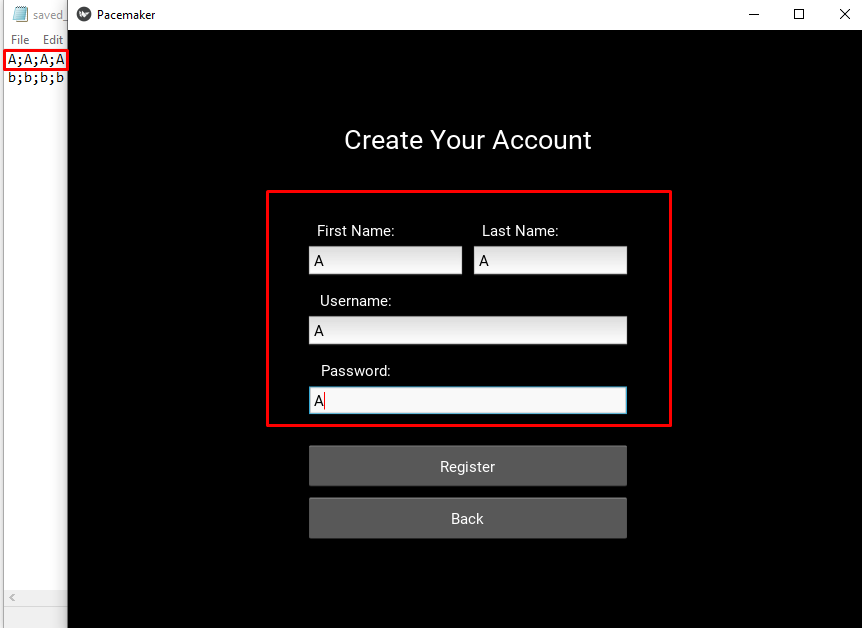 saved_
Pacemaker
File Edit
A;A;A;A
b;b;b;b
Create Your Account
First Name: Last Name:
A A
Username:
A
Password:
A
Register
Back